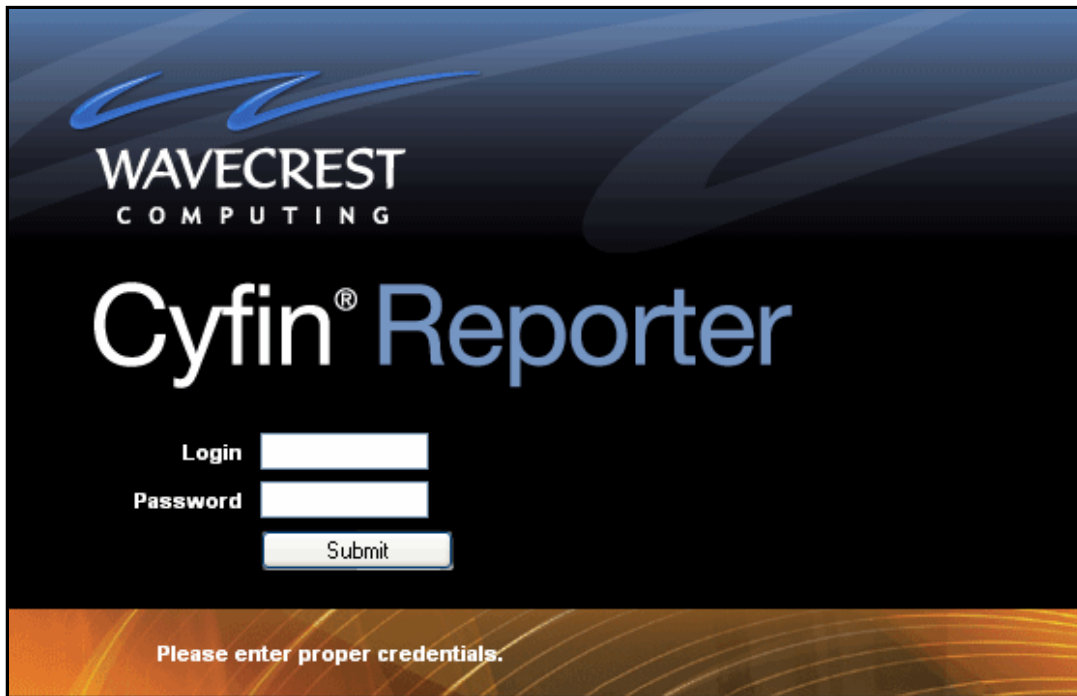 WAVECREST
COMPUTING
Cyfin® Reporter
Login
Password
Submit
Please enter proper credentials.